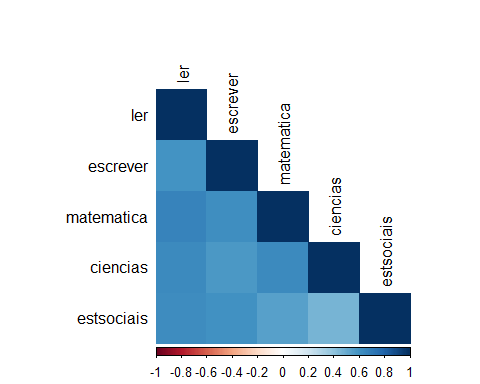 ler
escrever
matematica
ciencias
estsociais
ler
escrever
matematica
ciencias
estsociais
-1 -0.8 -0.6 -0.4 -0.2 0 0.2 0.4 0.6 0.8 1